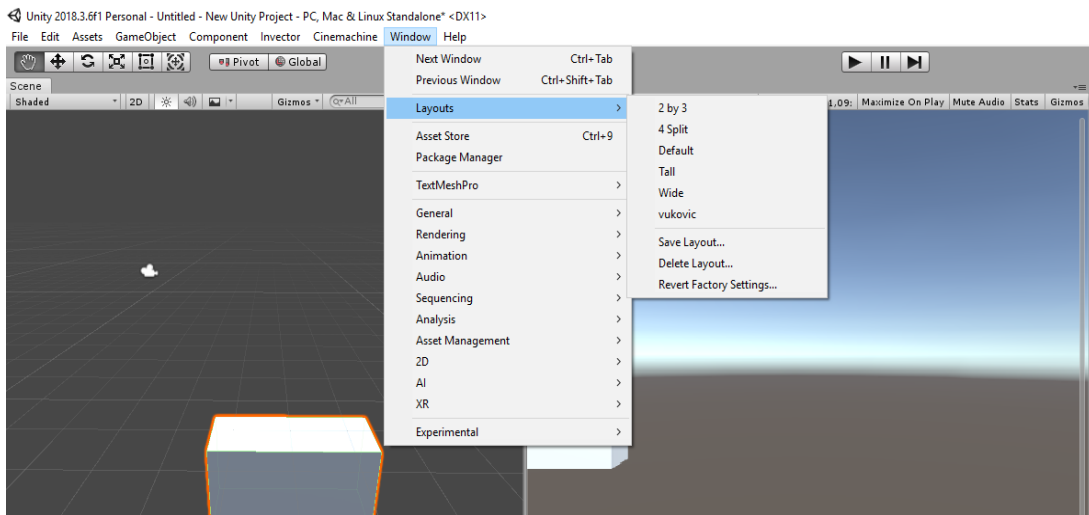 Unity 2018.3.6f1 Personal - Untitled - New Unity Project - PC, Mac & Linux Standalone* <DX11>
File Edit Assets GameObject Component Invector Cinemachine Window Help
Pivot Global
Scene
Shaded 2D Gizmos All
1,09: Maximize On Play Mute Audio Stats Gizmos
Next Window Ctrl+Tab
Previous Window Ctrl+Shift+Tab
Layouts
Asset Store Ctrl+9
Package Manager
TextMeshPro
General
Rendering
Animation
Audio
Sequencing
Analysis
Asset Management
2D
AI
XR
Experimental
2 by 3
4 Split
Default
Tall
Wide
vukovic
Save Layout...
Delete Layout...
Revert Factory Settings...